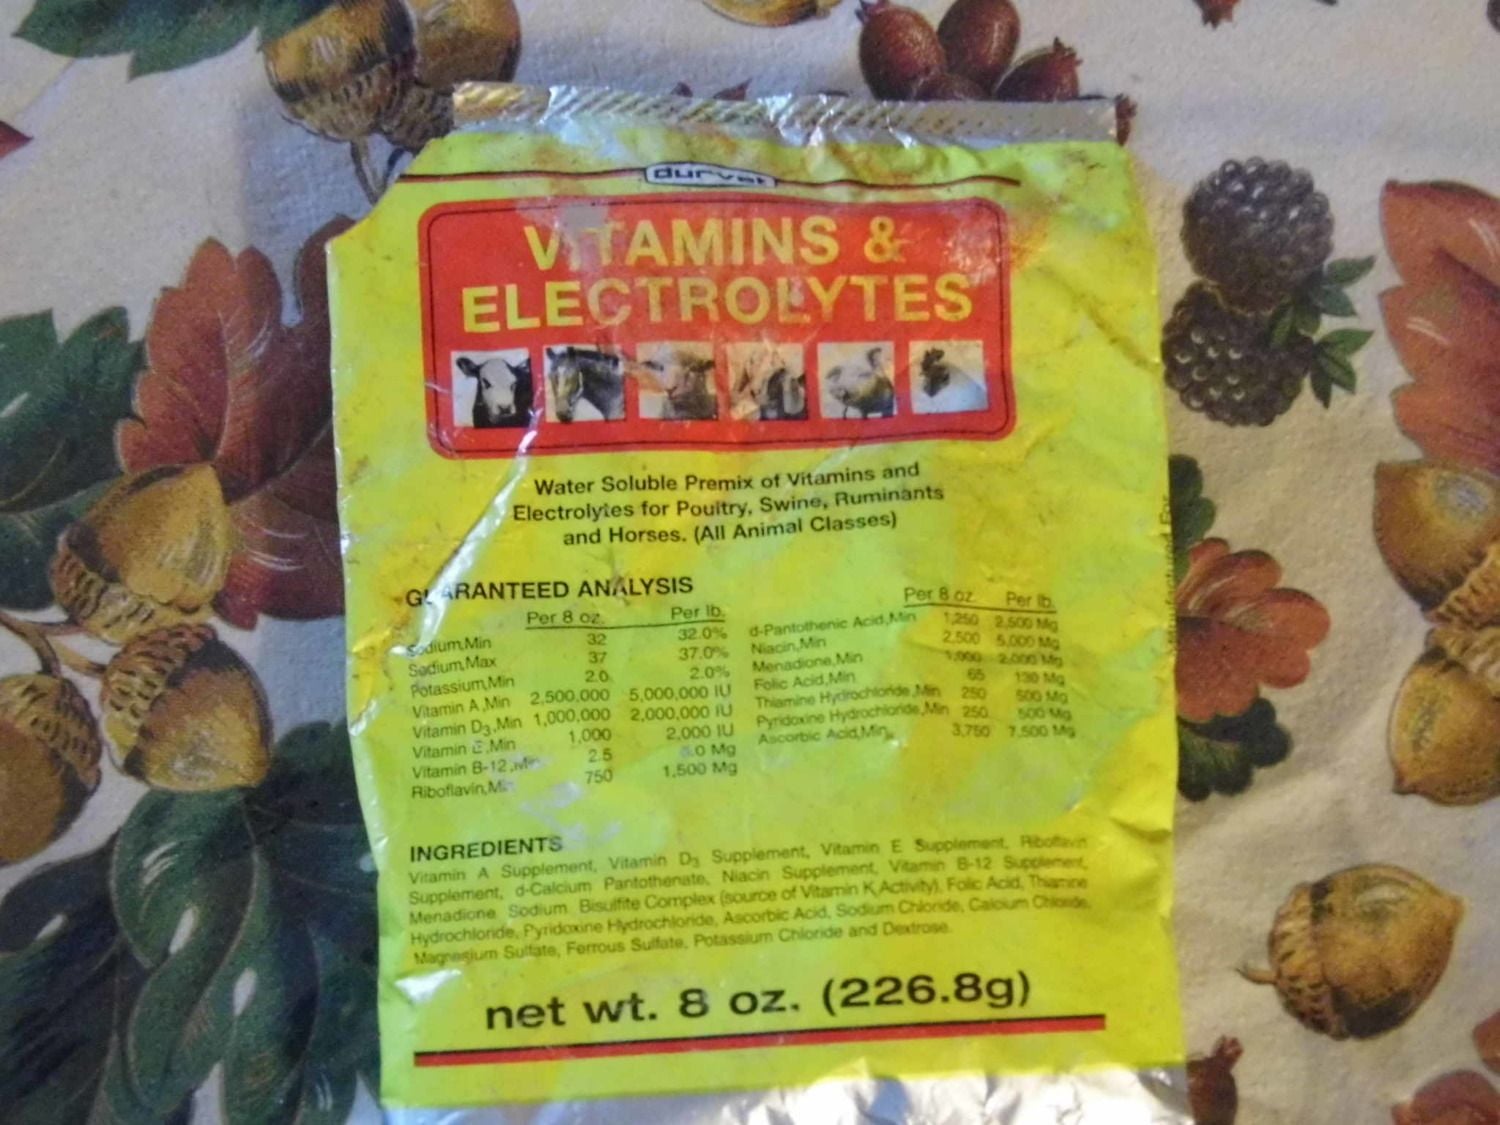 durvet
VITAMINS &
ELECTROLYTES
Water Soluble Premix of Vitamins and
Electrolytes for Poultry, Swine, Ruminants
and Horses. (All Animal Classes)
GUARANTEED ANALYSIS
Per 8 oz. Per lb.
Sodium,Min 32 32.0%
Sodium,Max 37 37.0%
Potassium,Min 2.0 2.0%
Vitamin A,Min 2,500,000 5,000,000 IU
Vitamin D3,Min 1,000,000 2,000,000 IU
Vitamin E,Min 1,000 2,000 IU
Vitamin B-12,Min 2.5 .0 Mg
Riboflavin,Min 750 1,500 Mg
Per 8 oz. Per lb.
d-Pantothenic Acid,Min 1,250 2,500 Mg
Niacin,Min 2,500 5,000 Mg
Menadione,Min 1,000 2,000 Mg
Folic Acid,Min 65 130 Mg
Thiamine Hydrochloride,Min 250 500 Mg
Pyridoxine Hydrochloride,Min 250 500 Mg
Ascorbic Acid,Min 3,750 7,500 Mg
INGREDIENTS
Vitamin A Supplement, Vitamin D3 Supplement, Vitamin E Supplement, Riboflavin
Supplement, d-Calcium Pantothenate, Niacin Supplement, Vitamin B-12 Supplement,
Menadione Sodium Bisulfite Complex (source of Vitamin K Activity), Folic Acid, Thiamine
Hydrochloride, Pyridoxine Hydrochloride, Ascorbic Acid, Sodium Chloride, Calcium Chloride,
Magnesium Sulfate, Ferrous Sulfate, Potassium Chloride and Dextrose.
net wt. 8 oz. (226.8g)